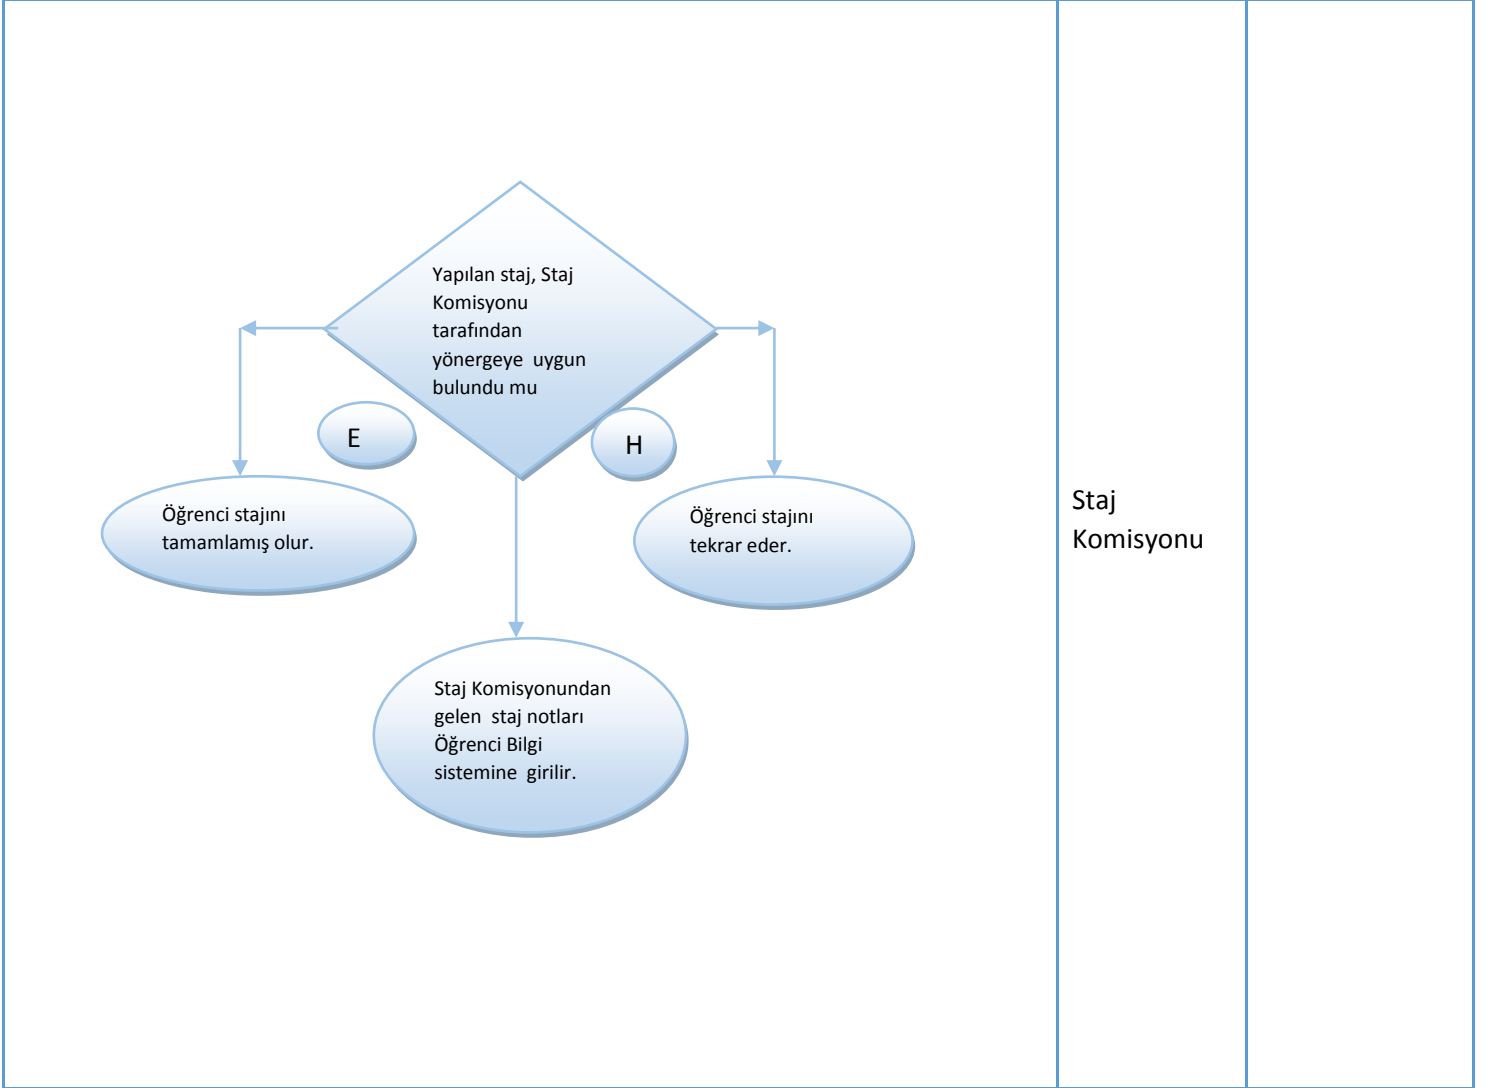 Yapılan staj, Staj
Komisyonu
tarafından
yönergeye uygun
bulundu mu
E
H
Öğrenci stajını
tamamlamış olur.
Öğrenci stajını
tekrar eder.
Staj Komisyonundan
gelen staj notları
Öğrenci Bilgi
sistemine girilir.
Staj
Komisyonu